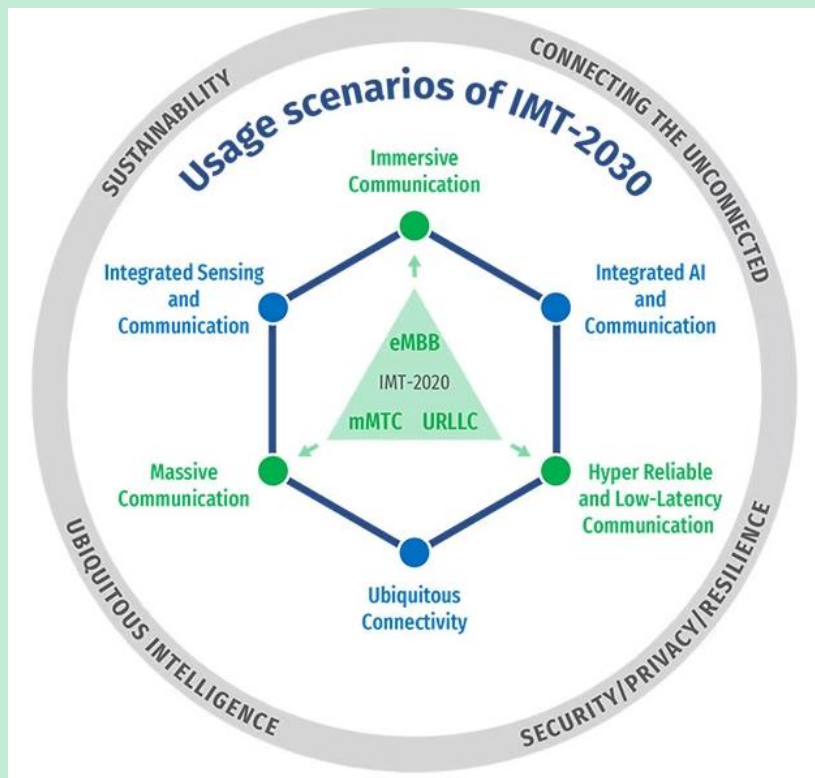 SUSTAINABILITY
CONNECTING THE UNCONNECTED
Usage scenarios of IMT-2030
Immersive
Communication
Integrated Sensing
and
Communication
Integrated AI
and
Communication
eMBB
IMT-2020
mMTC URLLC
Massive
Communication
Hyper Reliable
and Low-Latency
Communication
Ubiquitous
Connectivity
UBIQUITOUS INTELLIGENCE
SECURITY/PRIVACY/RESILIENCE